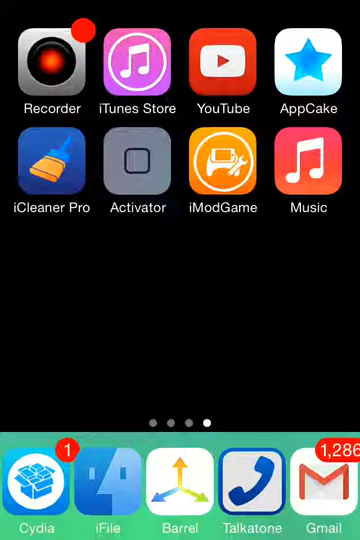 Recorder iTunes Store YouTube AppCake
iCleaner Pro Activator iModGame Music
1 1,286
Cydia iFile Barrel Talkatone Gmail